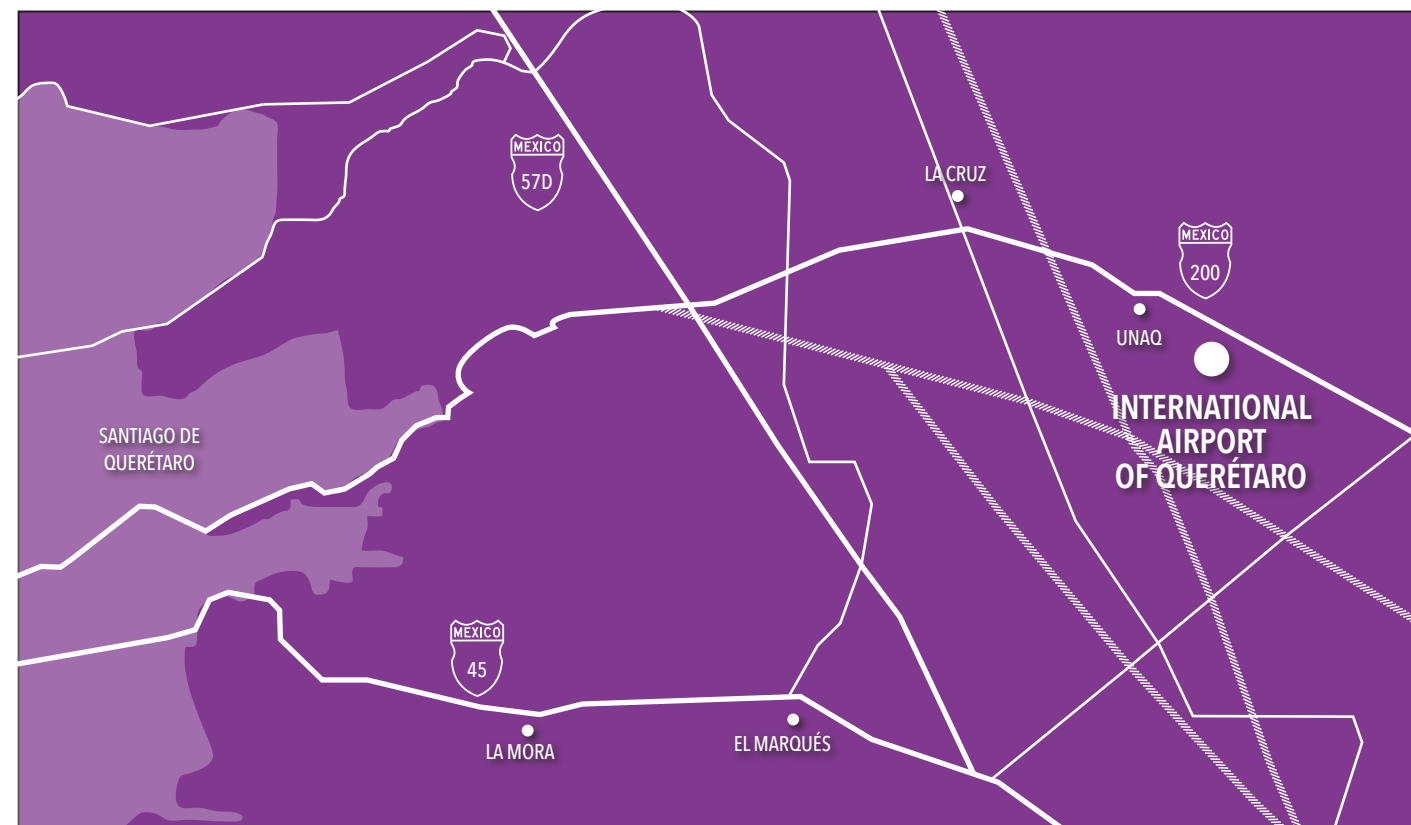 MEXICO
57D
LA CRUZ
MEXICO
200
UNAQ
INTERNATIONAL
AIRPORT
OF QUERÉTARO
SANTIAGO DE
QUERÉTARO
MEXICO
45
LA MORA
EL MARQUÉS